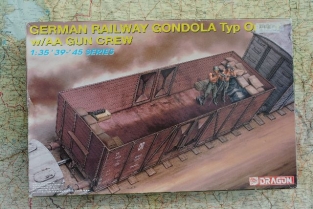 GERMAN RAILWAY GONDOLA Typ O
w/AA GUN CREW
1:35 '39-'45 SERIES
DRAGON